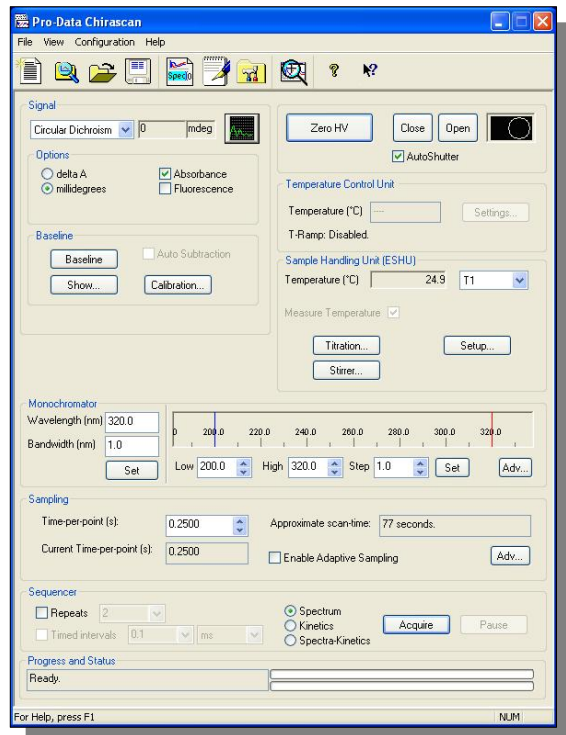 Pro-Data Chirascan
File View Configuration Help
Spec|o
Signal
Circular Dichroism 0 mdeg
Options
delta A Absorbance
millidegrees Fluorescence
Baseline
Baseline Auto Subtraction
Show... Calibration...
Zero HV Close Open
AutoShutter
Temperature Control Unit
Temperature (°C) --- Settings...
T-Ramp: Disabled.
Sample Handling Unit (ESHU)
Temperature (°C) 24.9 T1
Measure Temperature
Titration... Setup...
Stirrer...
Monochromator
Wavelength (nm) 320.0
Bandwidth (nm) 1.0
Set
200.0 220.0 240.0 260.0 280.0 300.0 320.0
Low 200.0 High 320.0 Step 1.0 Set Adv...
Sampling
Time-per-point (s): 0.2500 Approximate scan-time: 77 seconds.
Current Time-per-point (s): 0.2500 Enable Adaptive Sampling Adv...
Sequencer
Repeats 2
Timed intervals 0.1 ms
Spectrum
Kinetics
Spectra-Kinetics
Acquire Pause
Progress and Status
Ready.
For Help, press F1 NUM